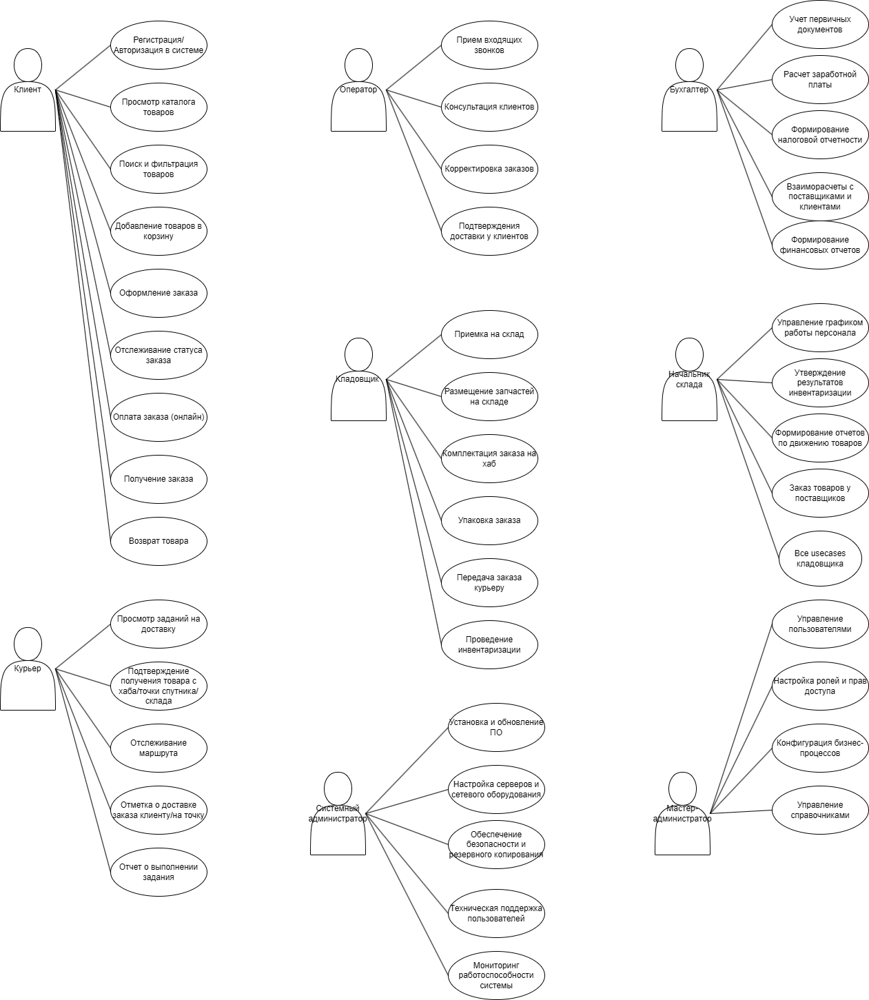 Клиент
Регистрация/
Авторизация в системе
Просмотр каталога
товаров
Поиск и фильтрация
товаров
Добавление товаров в
корзину
Оформление заказа
Отслеживание статуса
заказа
Оплата заказа (онлайн)
Получение заказа
Возврат товара
Оператор
Прием входящих
звонков
Консультация клиентов
Корректировка заказов
Подтверждения
доставки у клиентов
Бухгалтер
Учет первичных
документов
Расчет заработной
платы
Формирование
налоговой отчетности
Взаиморасчеты с
поставщиками и
клиентами
Формирование
финансовых отчетов
Кладовщик
Приемка на склад
Размещение запчастей
на складе
Комплектация заказа на
хаб
Упаковка заказа
Передача заказа
курьеру
Проведение
инвентаризации
Начальник
склада
Управление графиком
работы персонала
Утверждение
результатов
инвентаризации
Формирование отчетов
по движению товаров
Заказ товаров у
поставщиков
Все usecases
кладовщика
Курьер
Просмотр заданий на
доставку
Подтверждение
получения товара с
хаба/точки спутника/
склада
Отслеживание
маршрута
Отметка о доставке
заказа клиенту/на точку
Отчет о выполнении
задания
Системный
администратор
Установка и обновление
ПО
Настройка серверов и
сетевого оборудования
Обеспечение
безопасности и
резервного копирования
Техническая поддержка
пользователей
Мониторинг
работоспособности
системы
Мастер-
администратор
Управление
пользователями
Настройка ролей и прав
доступа
Конфигурация бизнес-
процессов
Управление
справочниками